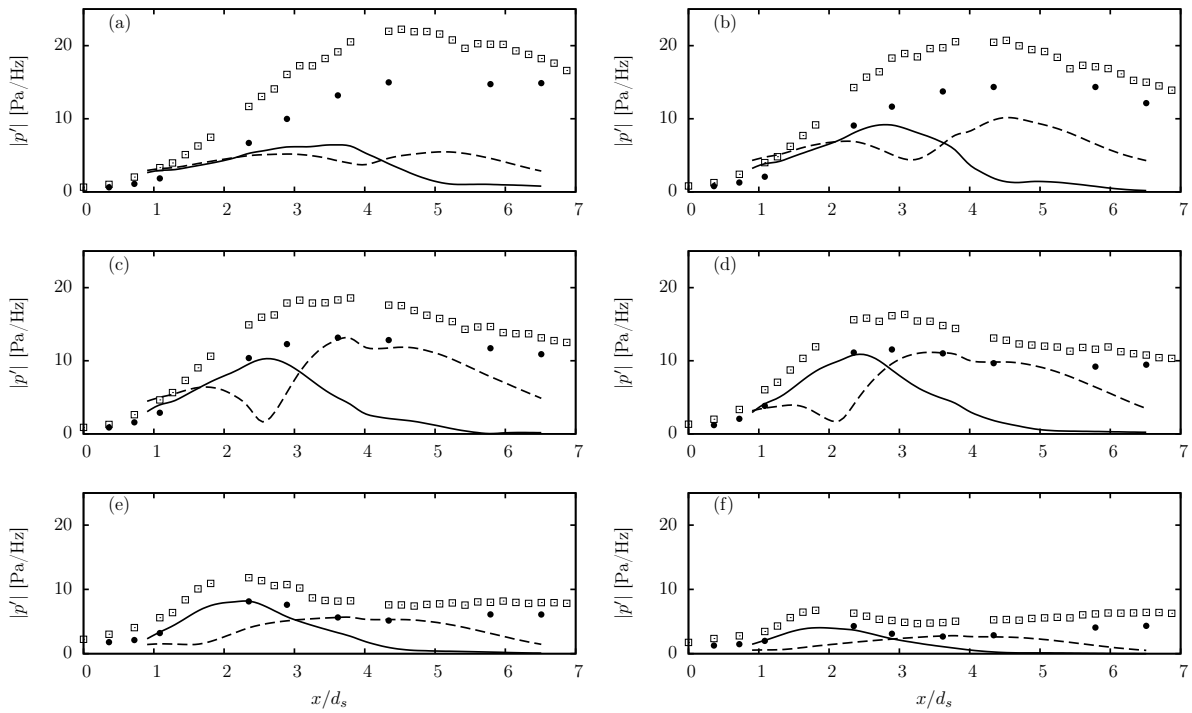 (a) (b)
|p′| [Pa/Hz] 20 10 0 |p′| [Pa/Hz] 20 10 0
0 1 2 3 4 5 6 7 0 1 2 3 4 5 6 7
(c) (d)
|p′| [Pa/Hz] 20 10 0 |p′| [Pa/Hz] 20 10 0
0 1 2 3 4 5 6 7 0 1 2 3 4 5 6 7
(e) (f)
|p′| [Pa/Hz] 20 10 0 |p′| [Pa/Hz] 20 10 0
0 1 2 3 4 5 6 7 0 1 2 3 4 5 6 7
x/dₛ x/dₛ